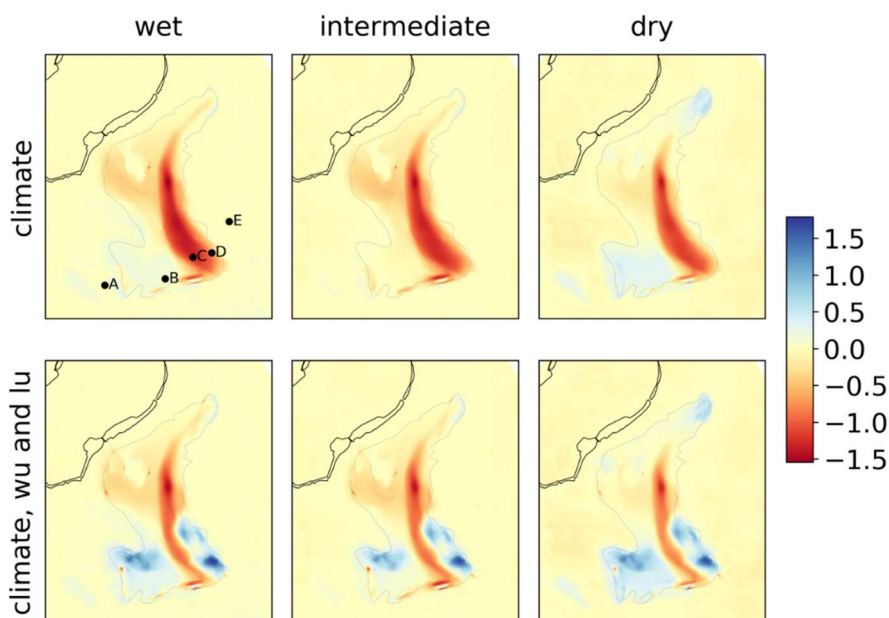 wet intermediate dry
climate
A
B
C
D
E
climate, wu and lu
1.5
1.0
0.5
0.0
−0.5
−1.0
−1.5